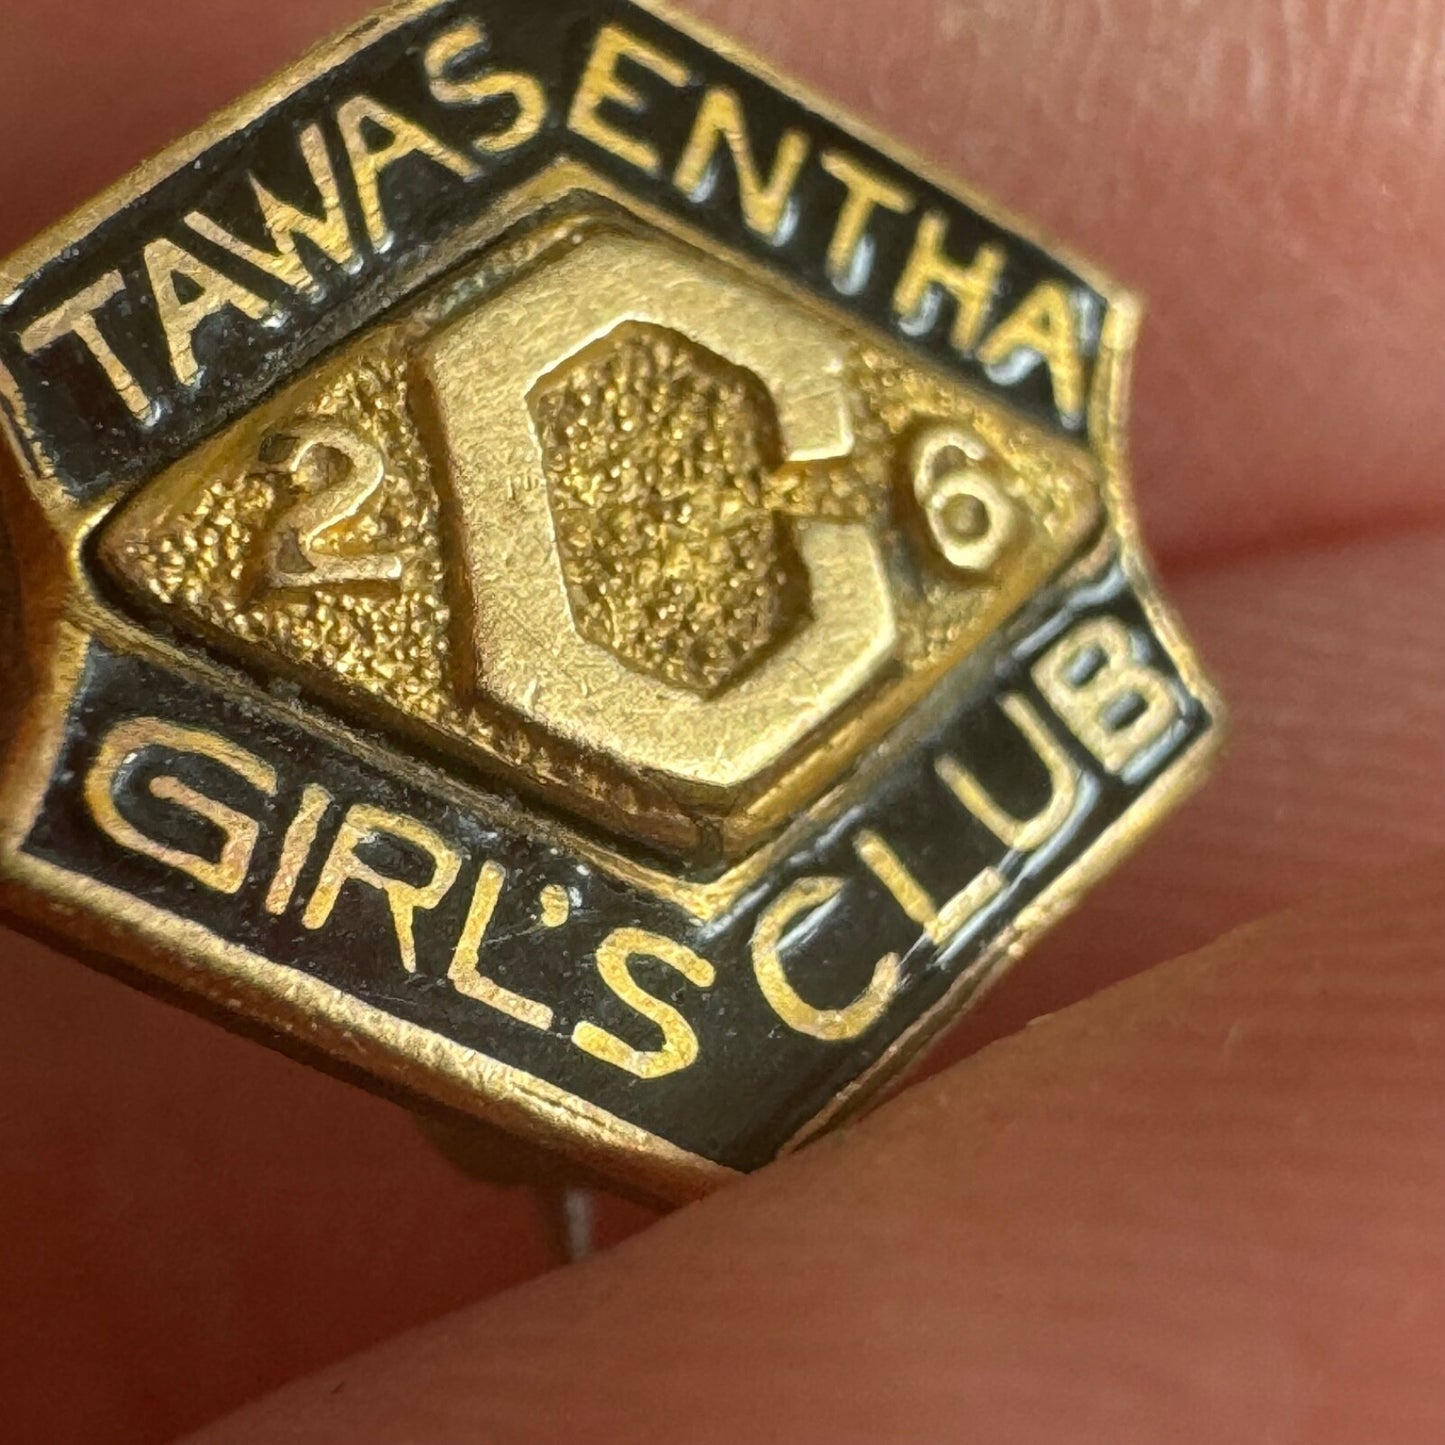 TAWASENTHA
2 G 6
GIRL'S CLUB